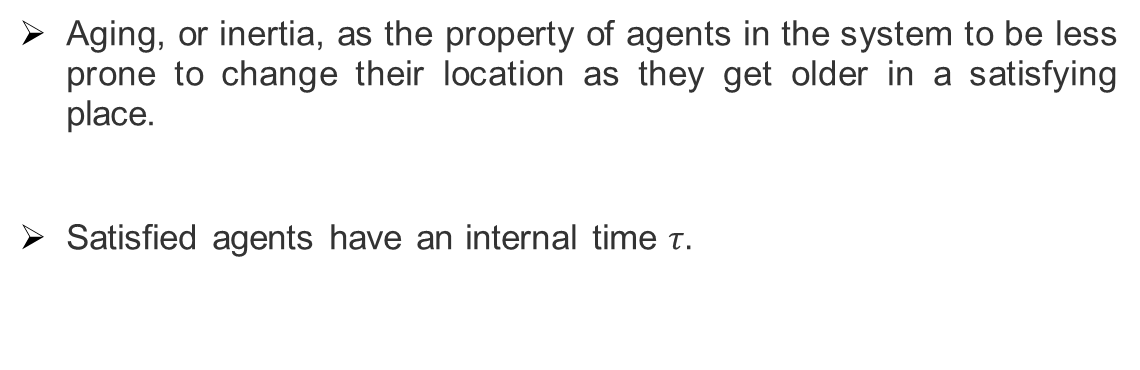 ➢ Aging, or inertia, as the property of agents in the system to be less
prone to change their location as they get older in a satisfying
place.
➢ Satisfied agents have an internal time τ.